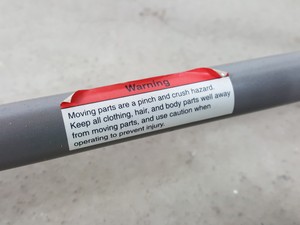 Warning
Moving parts are a pinch and crush hazard.
Keep all clothing, hair, and body parts well away
from moving parts, and use caution when
operating to prevent injury.